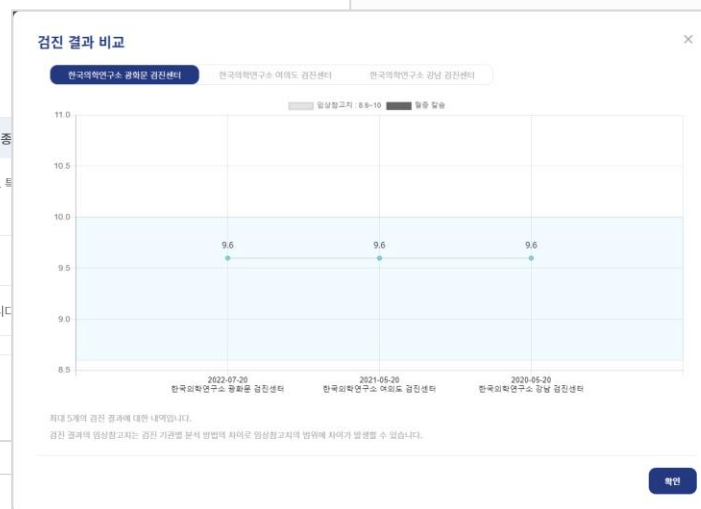 검진 결과 비교
×
한국의학연구소 광화문 검진센터 한국의학연구소 여의도 검진센터 한국의학연구소 강남 검진센터
임상참고치 : 8.6~10 혈중 칼슘
11.0
10.5
10.0
9.5
9.0
8.5
9.6 9.6 9.6
2022-07-20 2021-05-20 2020-05-20
한국의학연구소 광화문 검진센터 한국의학연구소 여의도 검진센터 한국의학연구소 강남 검진센터
최대 5개의 검진 결과에 대한 내역입니다.
검진 결과의 임상참고치는 검진 기관별 분석 방법의 차이로 임상참고치의 범위에 차이가 발생할 수 있습니다.
확인
종